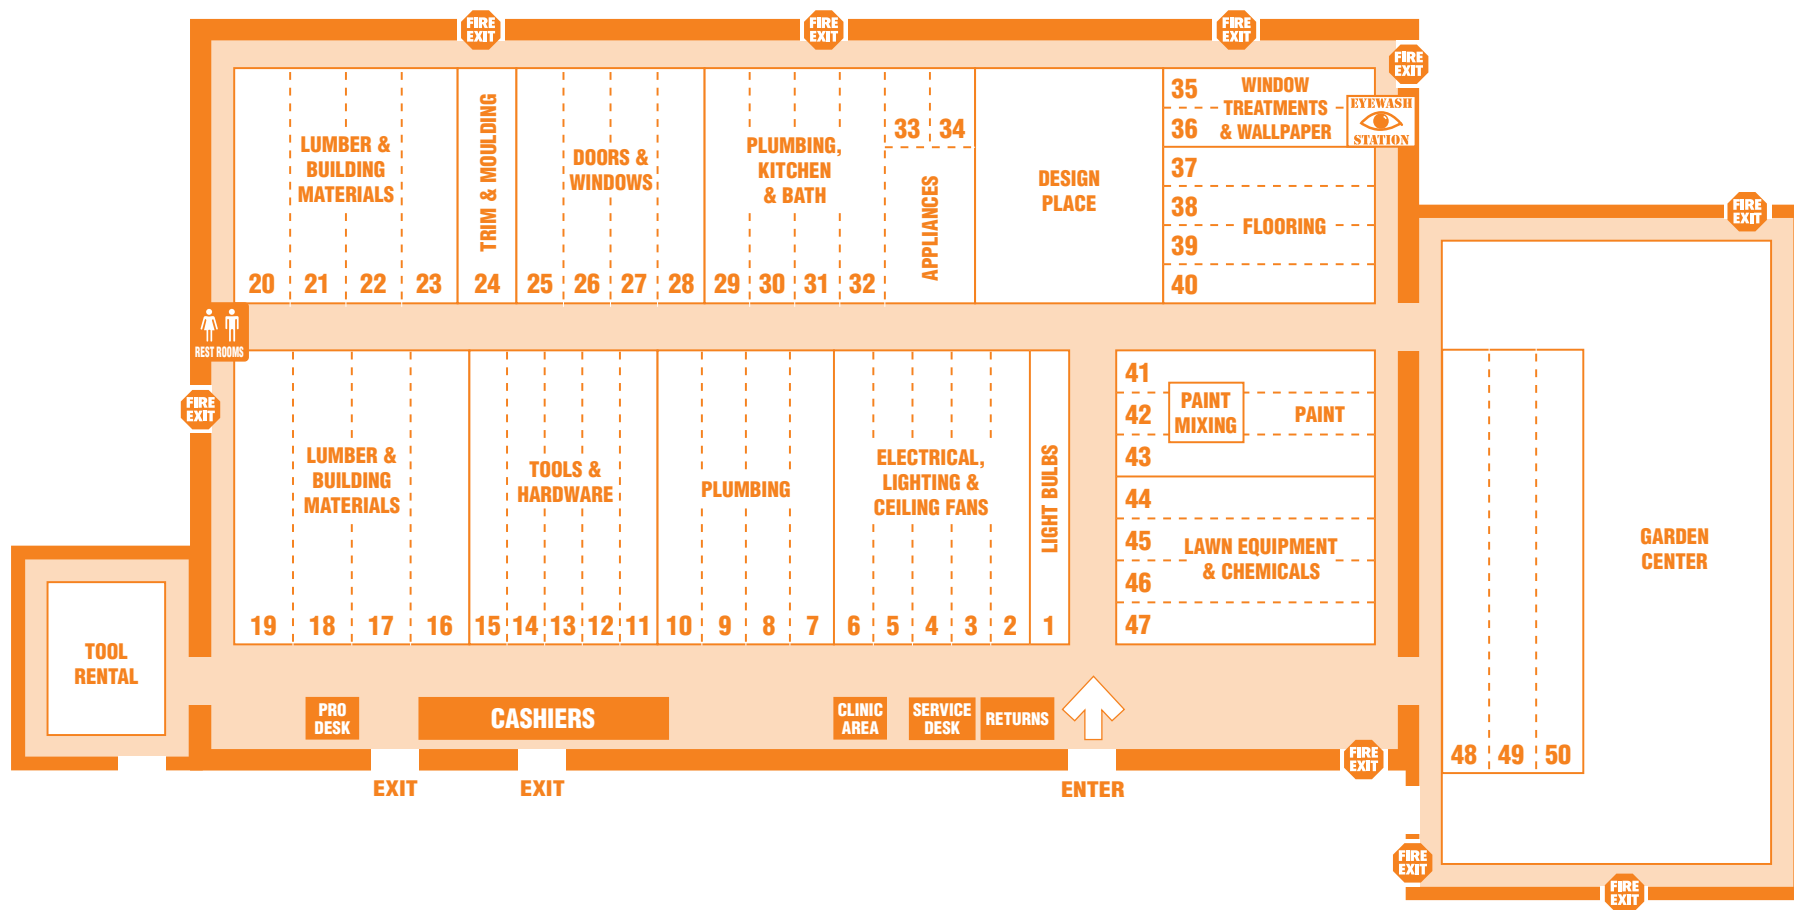 FIRE
EXIT
FIRE
EXIT
FIRE
EXIT
FIRE
EXIT
LUMBER &
BUILDING
MATERIALS
20 21 22 23
TRIM & MOULDING
24
DOORS &
WINDOWS
25 26 27 28
PLUMBING,
KITCHEN
& BATH
29 30 31 32
33 34
APPLIANCES
DESIGN
PLACE
35
36
WINDOW
TREATMENTS
& WALLPAPER
EYEWASH
STATION
37
38
39
40
FLOORING
FIRE
EXIT
REST ROOMS
FIRE
EXIT
LUMBER &
BUILDING
MATERIALS
19 18 17 16
TOOLS &
HARDWARE
15 14 13 12 11
PLUMBING
10 9 8 7
ELECTRICAL,
LIGHTING &
CEILING FANS
6 5 4 3 2
LIGHT BULBS
1
41
42
43
PAINT
MIXING
PAINT
44
45
46
47
LAWN EQUIPMENT
& CHEMICALS
GARDEN
CENTER
48 49 50
TOOL
RENTAL
PRO
DESK
CASHIERS
CLINIC
AREA
SERVICE
DESK
RETURNS
FIRE
EXIT
EXIT
EXIT
ENTER
FIRE
EXIT
FIRE
EXIT